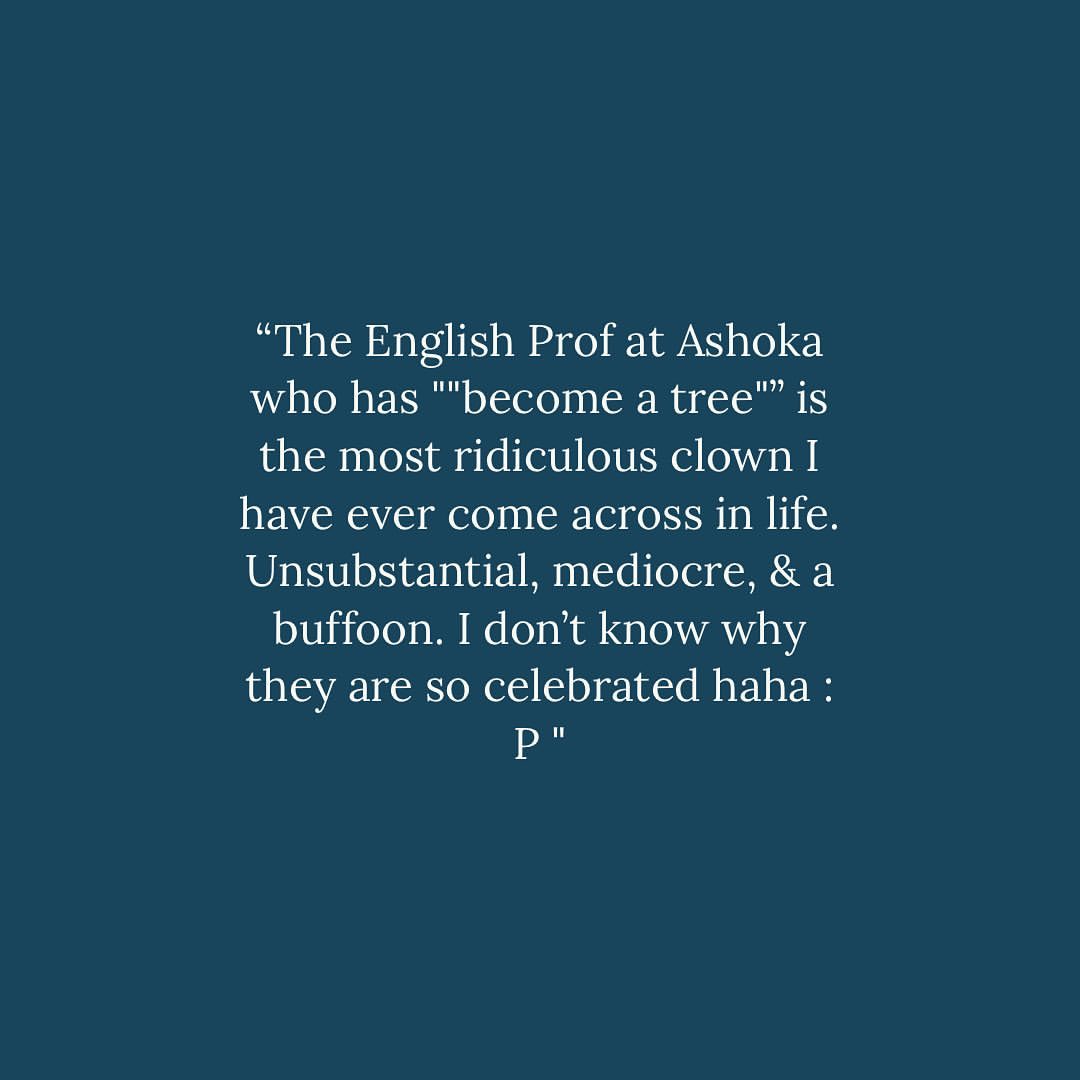 “The English Prof at Ashoka
who has ""become a tree"” is
the most ridiculous clown I
have ever come across in life.
Unsubstantial, mediocre, & a
buffoon. I don’t know why
they are so celebrated haha :
P "